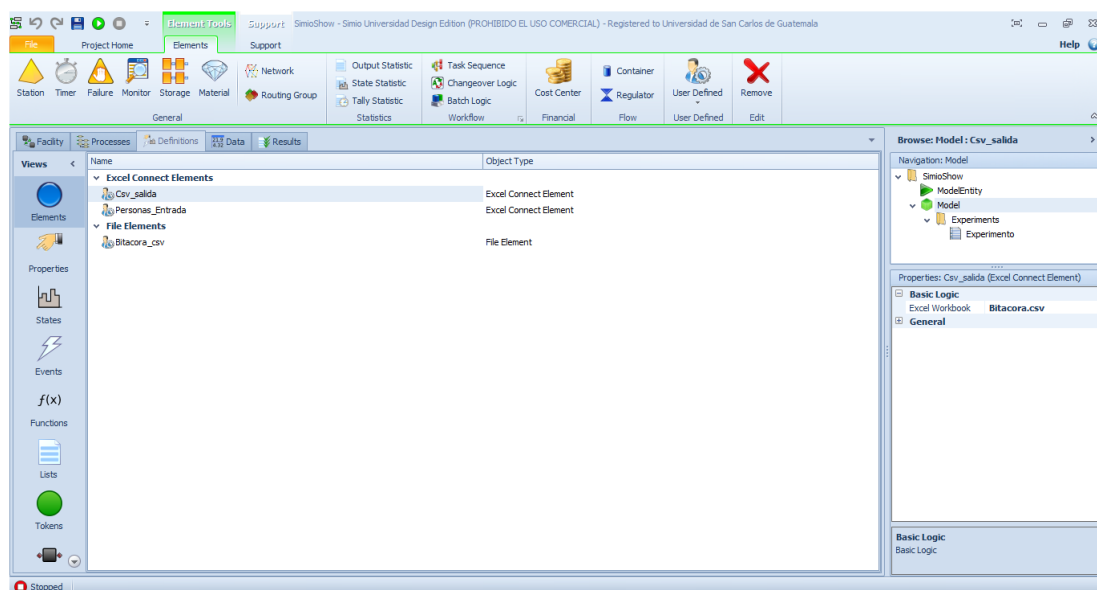 Element Tools Support SimioShow - Simio Universidad Design Edition (PROHIBIDO EL USO COMERCIAL) - Registered to Universidad de San Carlos de Guatemala
File Project Home Elements Support Help
Station Timer Failure Monitor Storage Material
Network
Routing Group
General
Output Statistic
State Statistic
Tally Statistic
Statistics
Task Sequence
Changeover Logic
Batch Logic
Workflow
Cost Center
Financial
Container
Regulator
Flow
User Defined
User Defined
Remove
Edit
Facility Processes Definitions Data Results
Views
Elements
Properties
States
Events
f(x)
Functions
Lists
Tokens
Name Object Type
Excel Connect Elements
Csv_salida Excel Connect Element
Personas_Entrada Excel Connect Element
File Elements
Bitacora_csv File Element
Browse: Model : Csv_salida
Navigation: Model
SimioShow
ModelEntity
Model
Experiments
Experimento
Properties: Csv_salida (Excel Connect Element)
Basic Logic
Excel Workbook Bitacora.csv
General
Basic Logic
Basic Logic
Stopped